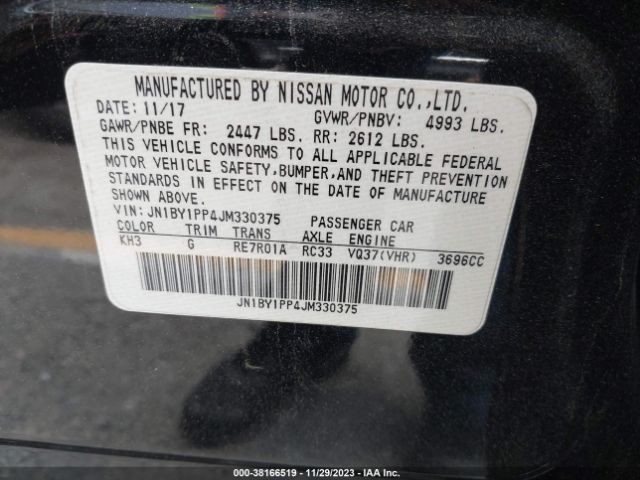 MANUFACTURED BY NISSAN MOTOR CO.,LTD.
DATE: 11/17 GVWR/PNBV: 4993 LBS.
GAWR/PNBE FR: 2447 LBS. RR: 2612 LBS.
THIS VEHICLE CONFORMS TO ALL APPLICABLE FEDERAL
MOTOR VEHICLE SAFETY,BUMPER,AND THEFT PREVENTION
STANDARDS IN EFFECT ON THE DATE OF MANUFACTURE
SHOWN ABOVE.
VIN: JN1BY1PP4JM330375 PASSENGER CAR
COLOR TRIM TRANS AXLE ENGINE
KH3 G RE7R01A RC33 VQ37(VHR) 3696CC
JN1BY1PP4JM330375
000-38166519 - 11/29/2023 - IAA Inc.